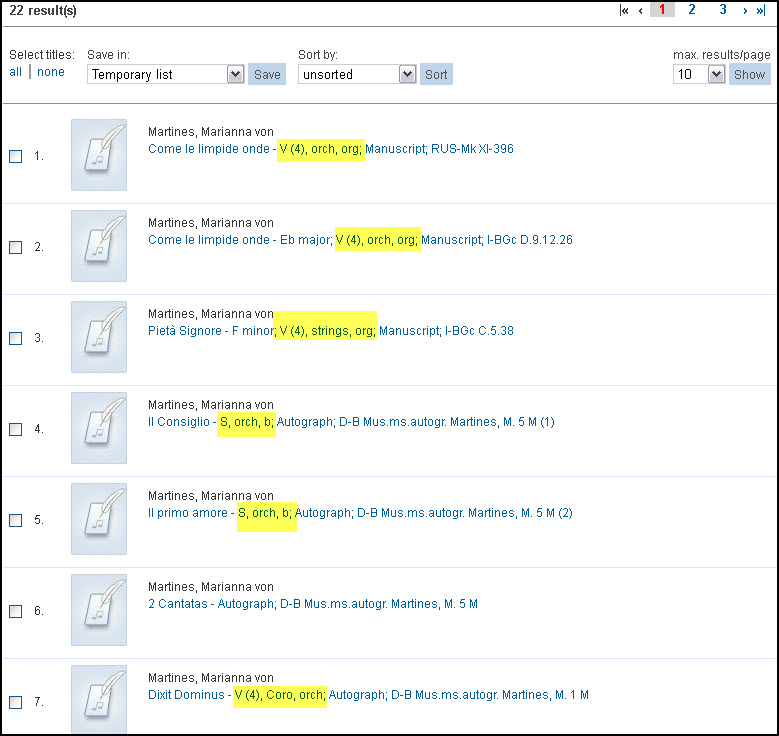 22 result(s)
|« ‹ 1 2 3 › »|
Select titles: Save in: Sort by: max. results/page
all | none Temporary list Save unsorted Sort 10 Show
Martines, Marianna von
1. Come le limpide onde - V (4), orch, org; Manuscript; RUS-Mk XI-396
Martines, Marianna von
2. Come le limpide onde - Eb major; V (4), orch, org; Manuscript; I-BGc D.9.12.26
Martines, Marianna von
3. Pietà Signore - F minor; V (4), strings, org; Manuscript; I-BGc C.5.38
Martines, Marianna von
4. Il Consiglio - S, orch, b; Autograph; D-B Mus.ms.autogr. Martines, M. 5 M (1)
Martines, Marianna von
5. Il primo amore - S, orch, b; Autograph; D-B Mus.ms.autogr. Martines, M. 5 M (2)
Martines, Marianna von
6. 2 Cantatas - Autograph; D-B Mus.ms.autogr. Martines, M. 5 M
Martines, Marianna von
7. Dixit Dominus - V (4), Coro, orch; Autograph; D-B Mus.ms.autogr. Martines, M. 1 M